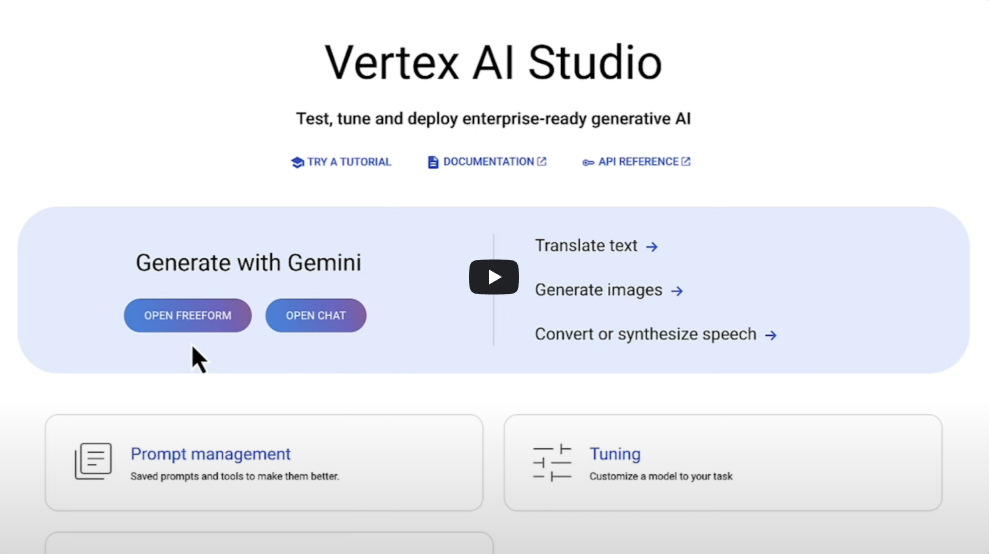 Vertex AI Studio
Test, tune and deploy enterprise-ready generative AI
TRY A TUTORIAL
DOCUMENTATION
API REFERENCE
Generate with Gemini
OPEN FREEFORM
OPEN CHAT
Translate text →
Generate images →
Convert or synthesize speech →
Prompt management
Saved prompts and tools to make them better.
Tuning
Customize a model to your task